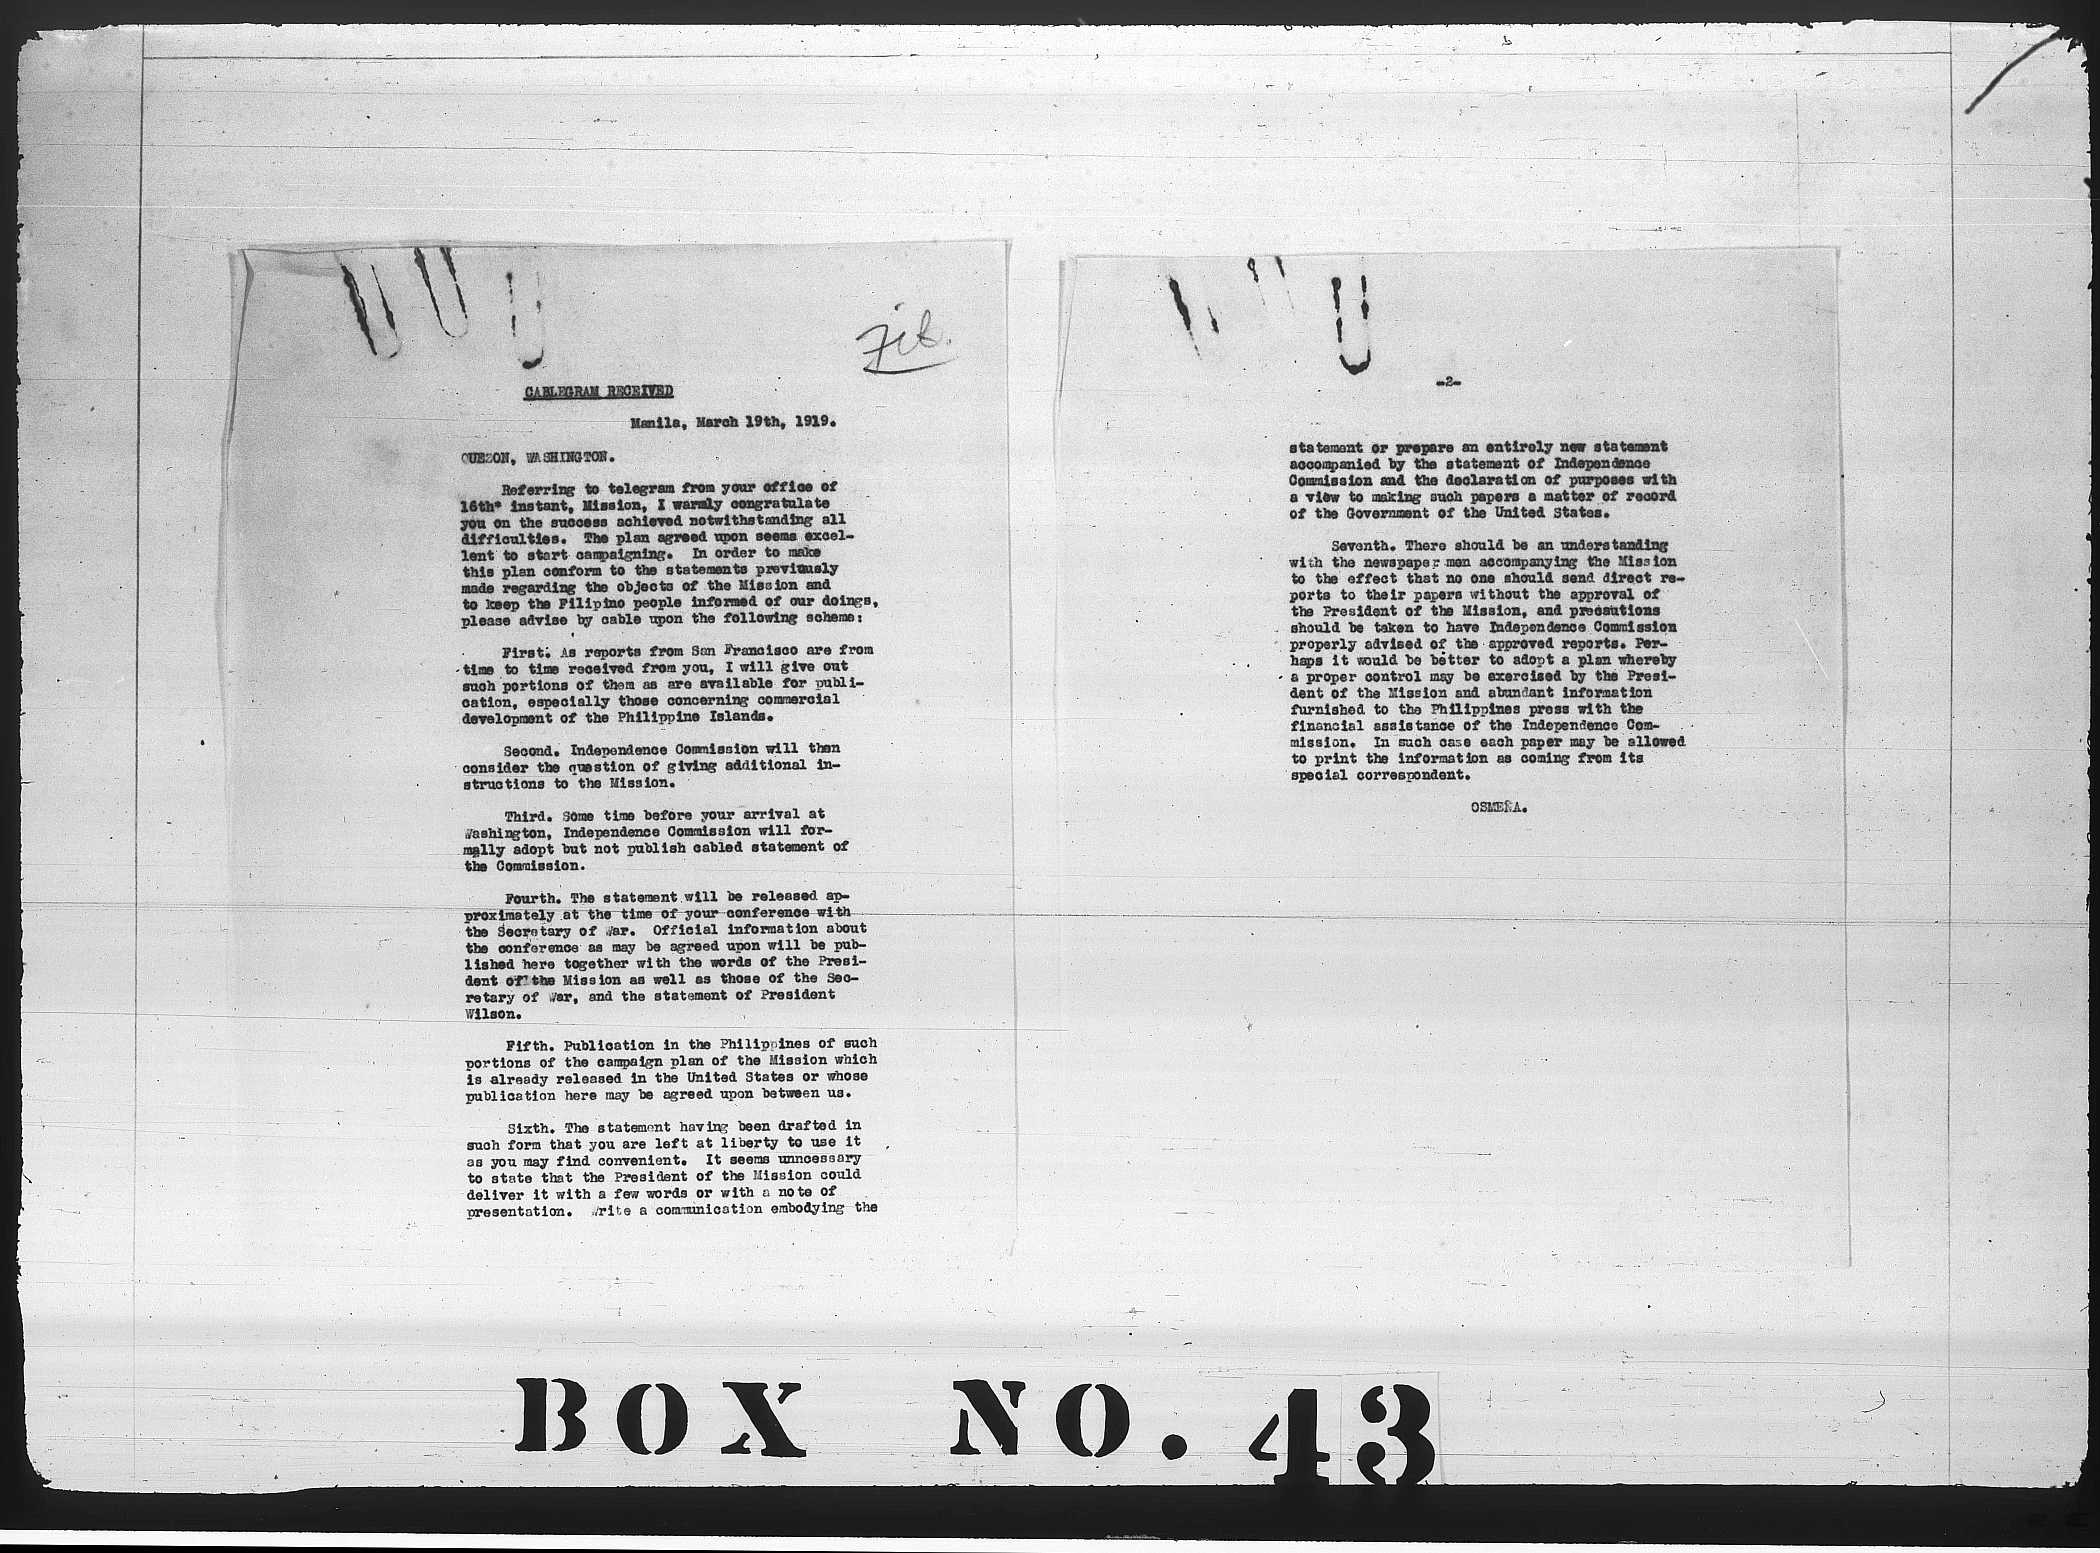 CABLEGRAM RECEIVED
Manila, March 19th, 1919.
QUEZON, WASHINGTON.
Referring to telegram from your office of
16th* instant, Mission, I warmly congratulate
you on the success achieved notwithstanding all
difficulties. The plan agreed upon seems excel-
lent to start campaigning. In order to make
this plan conform to the statements previously
made regarding the objects of the Mission and
to keep the Filipino people informed of our doings,
please advise by cable upon the following scheme:
First. As reports from San Francisco are from
time to time received from you, I will give out
such portions of them as are available for publi-
cation, especially those concerning commercial
development of the Philippine Islands.
Second. Independence Commission will then
consider the question of giving additional in-
structions to the Mission.
Third. Some time before your arrival at
Washington, Independence Commission will for-
mally adopt but not publish cabled statement of
the Commission.
Fourth. The statement will be released ap-
proximately at the time of your conference with
the Secretary of War. Official information about
the conference as may be agreed upon will be pub-
lished here together with the words of the Presi-
dent of the Mission as well as those of the Sec-
retary of War, and the statement of President
Wilson.
Fifth. Publication in the Philippines of such
portions of the campaign plan of the Mission which
is already released in the United States or whose
publication here may be agreed upon between us.
Sixth. The statement having been drafted in
such form that you are left at liberty to use it
as you may find convenient. It seems unncessary
to state that the President of the Mission could
deliver it with a few words or with a note of
presentation. Write a communication embodying the
-2-
statement or prepare an entirely new statement
accompanied by the statement of Independence
Commission and the declaration of purposes with
a view to making such papers a matter of record
of the Government of the United States.
Seventh. There should be an understanding
with the newspaper men accompanying the Mission
to the effect that no one should send direct re-
ports to their papers without the approval of
the President of the Mission, and precautions
should be taken to have Independence Commission
properly advised of the approved reports. Per-
haps it would be better to adopt a plan whereby
a proper control may be exercised by the Presi-
dent of the Mission and abundant information
furnished to the Philippines press with the
financial assistance of the Independence Com-
mission. In such case each paper may be allowed
to print the information as coming from its
special correspondent.
OSMEÑA.
BOX NO. 43